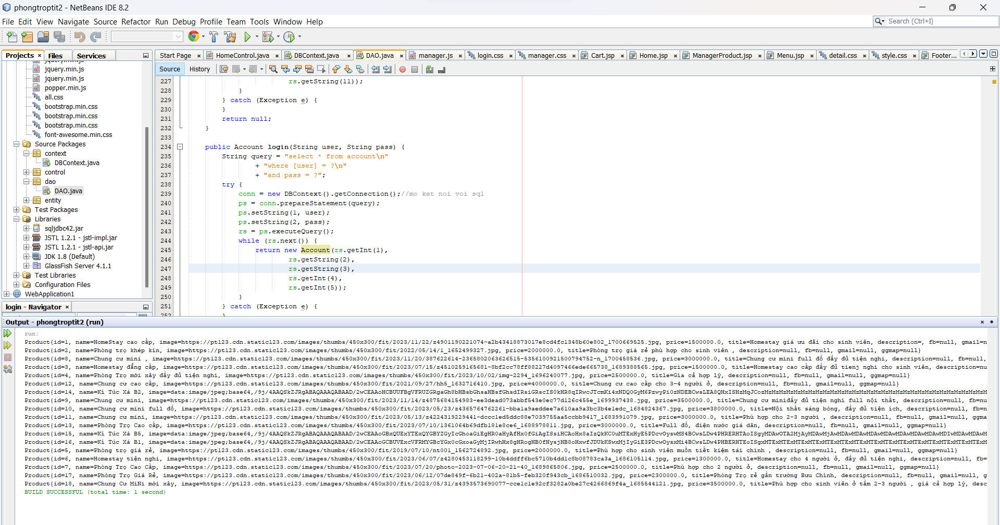 phongtroptit2 - NetBeans IDE 8.2
File Edit View Navigate Source Refactor Run Debug Profile Team Tools Window Help
Search (Ctrl+I)
Projects Files Services
Start Page HomeControl.java DBContext.java DAO.java manager.js login.css manager.css Cart.jsp Home.jsp ManagerProduct.jsp Menu.jsp detail.css style.css Footer...
Source History
jquery.min.js
jquery.min.js
jquery.min.js
popper.min.js
all.css
bootstrap.min.css
bootstrap.min.css
bootstrap.min.css
font-awesome.min.css
Source Packages
context
DBContext.java
control
dao
DAO.java
entity
Test Packages
Libraries
sqljdbc42.jar
JSTL 1.2.1 - jstl-impl.jar
JSTL 1.2.1 - jstl-api.jar
JDK 1.8 (Default)
GlassFish Server 4.1.1
Test Libraries
Configuration Files
WebApplication1
login - Navigator
227 rs.getString(11));
228 }
229 } catch (Exception e) {
230 }
231 return null;
232 }
233
234 public Account login(String user, String pass) {
235 String query = "select * from account\n"
236 + "where [user] = ?\n"
237 + "and pass = ?";
238 try {
239 conn = new DBContext().getConnection();//mo ket noi voi sql
240 ps = conn.prepareStatement(query);
241 ps.setString(1, user);
242 ps.setString(2, pass);
243 rs = ps.executeQuery();
244 while (rs.next()) {
245 return new Account(rs.getInt(1),
246 rs.getString(2),
247 rs.getString(3),
248 rs.getInt(4),
249 rs.getInt(5));
250 }
251 } catch (Exception e) {
252 }
Output - phongtroptit2 (run)
run:
Product{id=1, name=HomeStay cao cấp, image=https://pt123.cdn.static123.com/images/thumbs/450x300/fit/2023/11/22/z4901190221074-a2b43418873017e8cd4fc1348b60e802_1700669525.jpg, price=1500000.0, title=Homestay giá ưu đãi cho sinh viên, description=, fb=null, gmail=n
Product{id=2, name=Phòng trọ khép kín, image=https://pt123.cdn.static123.com/images/thumbs/450x300/fit/2022/05/14/1_1652499327.jpg, price=2000000.0, title=Phòng trọ giá rẻ phù hợp cho sinh viên , description=null, fb=null, gmail=null, ggmap=null}
Product{id=8, name=Chung cư mini , image=https://pt123.cdn.static123.com/images/thumbs/450x300/fit/2023/11/20/387622614-2365802063626515-5356100921500794752-n_1700458536.jpg, price=3000000.0, title=Chung cư mini full đồ đầy đủ tiện nghi, description=null, fb=null,
Product{id=3, name=Homestay đẳng cấp, image=https://pt123.cdn.static123.com/images/thumbs/450x300/fit/2023/07/15/z4510259165681-8bf2cc78ff88227d4097466ede665738_1689388565.jpg, price=1500000.0, title=Homestay cao cấp đầy đủ tienj nghi cho sinh viên, description=nu
Product{id=4, name=Phòng Trọ mới xây đầy đủ tiện nghi, image=https://pt123.cdn.static123.com/images/thumbs/450x300/fit/2023/10/02/img-2294_1696240077.jpg, price=2500000.0, title=Gía cả hợp lý, description=null, fb=null, gmail=null, ggmap=null}
Product{id=12, name=Chung cư cao cấp, image=https://pt123.cdn.static123.com/images/thumbs/450x300/fit/2021/09/27/hh5_1632716410.jpg, price=4000000.0, title=Chung cư cao cấp cho 3-4 người ở, description=null, fb=null, gmail=null, ggmap=null}
Product{id=14, name=Kí Túc Xá B2, image=data:image/jpeg;base64,/9j/4AAQSkZJRgABAQAAAQABAAD/2wCEAAoHCBUUFBgVFRUZGRgaGh8bHBsbGhsaHBsfGhsdIRsiGRscIS0kHR8qIRwcJTcmKi4xNDQ0GyM6PzwyPi0zNDEBCwsLEA8QHxISHzMqJCozMzMzMzMzMzMzMzMzMzMzMzMzMzMzMzMzMzMzMzMzMzMzMzMzM
Product{id=9, name=Chung cư mini, image=https://pt123.cdn.static123.com/images/thumbs/450x300/fit/2023/11/14/z4875684154983-ee3dead073abbf543e0ec77d126c455e_1699937438.jpg, price=3500000.0, title=Chung cư miniđầy đủ tiện nghi full nội thất, description=null, fb=nu
Product{id=10, name=Chung cư mini full đồ, image=https://pt123.cdn.static123.com/images/thumbs/450x300/fit/2023/05/23/z4365764762261-bba1a9aeddee7a610aa9a3bc3b4e1edc_1684824367.jpg, price=3800000.0, title=Nội thất sáng bóng, đầy đủ tiện ích, description=null, fb=n
Product{id=11, name=Chung cư mini, image=https://pt123.cdn.static123.com/images/thumbs/450x300/fit/2023/05/13/z4224319229441-dccc1ed5ddc88e7039755aa5ccbb9417_1683991079.jpg, price=3000000.0, title=Phù hợp cho 2-3 người , description=null, fb=null, gmail=null, ggma
Product{id=13, name=Phòng Trọ Cao cấp, image=https://pt123.cdn.static123.com/images/thumbs/450x300/fit/2023/07/10/1361064b69dfb181e8ce6_1688978811.jpg, price=3000000.0, title=Full đồ, điện nước giá dân, description=null, fb=null, gmail=null, ggmap=null}
Product{id=15, name=Kí Túc Xá B5, image=data:image/jpeg;base64,/9j/4AAQSkZJRgABAQAAAQABAAD/2wCEAAoGBxQUExYTExQYGBYZGyIcGhoaGiEgHR0aHyAfHx0fGiAgISsiHCAoHx8aIzQkKC0uMTExHyE5PDcvOyswMS4BCwsLDw4PHRERHTAoISgyMDAwOTA2MjAyMDAwMjAwMDAwMDAwMDAwMDAwMDAwMDIwMDAwMDAwM
Product{id=16, name=Kí Túc Xá B1, image=data:image/jpeg;base64,/9j/4AAQSkZJRgABAQAAAQABAAD/2wCEAAoGCBUVExcVFRMYGBcYGx0cGxoaGyMjIRwhHx8gHRogHB0fHysjHB8oHxwfJDUkKSwxMjIyGiE3PDcwOysxMi4BCwsLDw4PHBERHTEoISgxMTExMTExMTExMTExMTExMTExMTExMTExMTExMTExMTExMTExMTExM
Product{id=5, name=Phòng trọ giá rẻ, image=https://pt123.cdn.static123.com/images/thumbs/450x300/fit/2019/07/10/nt001_1562724892.jpg, price=2000000.0, title=Phù hợp cho sinh viên muốn tiết kiệm tài chính , description=null, fb=null, gmail=null, ggmap=null}
Product{id=6, name=Homestay tiện nghi, image=https://pt123.cdn.static123.com/images/thumbs/450x300/fit/2023/06/07/z4280453118299-10b4ddff6bc5710b4dd1c8b08783ca3a_1686105114.jpg, price=1300000.0, title=Homestay cho 4 người ở, đầy đủ tiện nghi, description=null, fb=
Product{id=7, name=Phòng Trọ Cao Cấp, image=https://pt123.cdn.static123.com/images/thumbs/450x300/fit/2023/07/20/photo-2023-07-06-20-21-40_1689865806.jpg, price=2500000.0, title=Phù hợp cho 2 người ở, description=null, fb=null, gmail=null, ggmap=null}
Product{id=17, name=Phòng Trọ Giá Rẻ, image=https://pt123.cdn.static123.com/images/thumbs/450x300/fit/2023/06/12/07de849f-6b21-402a-81b5-feb320f943cb_1686510032.jpg, price=2300000.0, title=Phòng Trọ rẻ gần trường Bưu Chính, description=null, fb=null, gmail=null, g
Product{id=18, name=Chung Cư MiNi mới xây, image=https://pt123.cdn.static123.com/images/thumbs/450x300/fit/2023/05/31/z4393573690077-cce1c1e92cf3282a0be27c4266869f4a_1685544121.jpg, price=3500000.0, title=Phù hợp cho sinh viên ở tầm 2-3 người , giá cả hợp lý, desc
BUILD SUCCESSFUL (total time: 1 second)